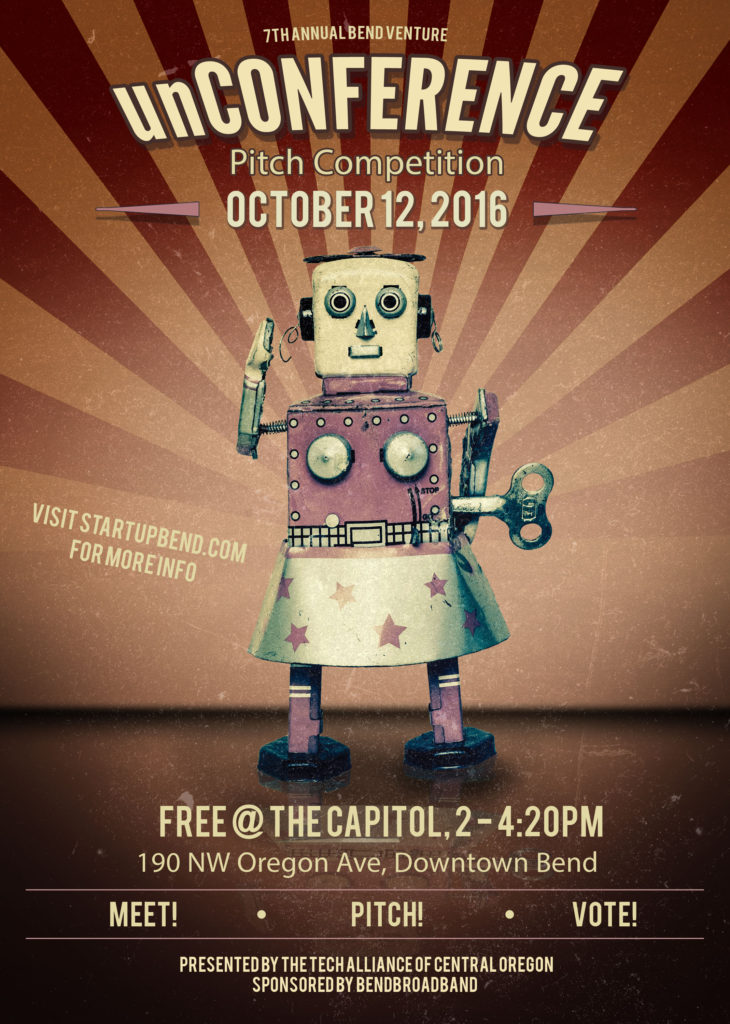 7TH ANNUAL BEND VENTURE
unCONFERENCE
Pitch Competition
OCTOBER 12, 2016
STOP
VISIT STARTUPBEND.COM
FOR MORE INFO
FREE @ THE CAPITOL, 2 - 4:20PM
190 NW Oregon Ave, Downtown Bend
MEET! • PITCH! • VOTE!
PRESENTED BY THE TECH ALLIANCE OF CENTRAL OREGON
SPONSORED BY BENDBROADBAND